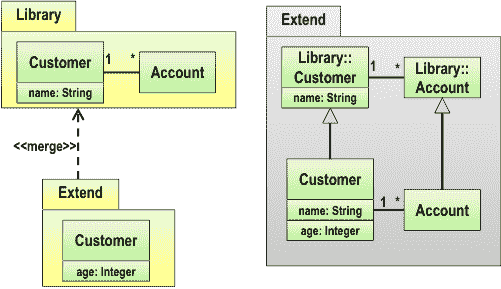 Library
Customer
name: String
1
*
Account
<<merge>>
Extend
Customer
age: Integer
Extend
Library::
Customer
name: String
1
*
Library::
Account
Customer
name: String
age: Integer
1
*
Account